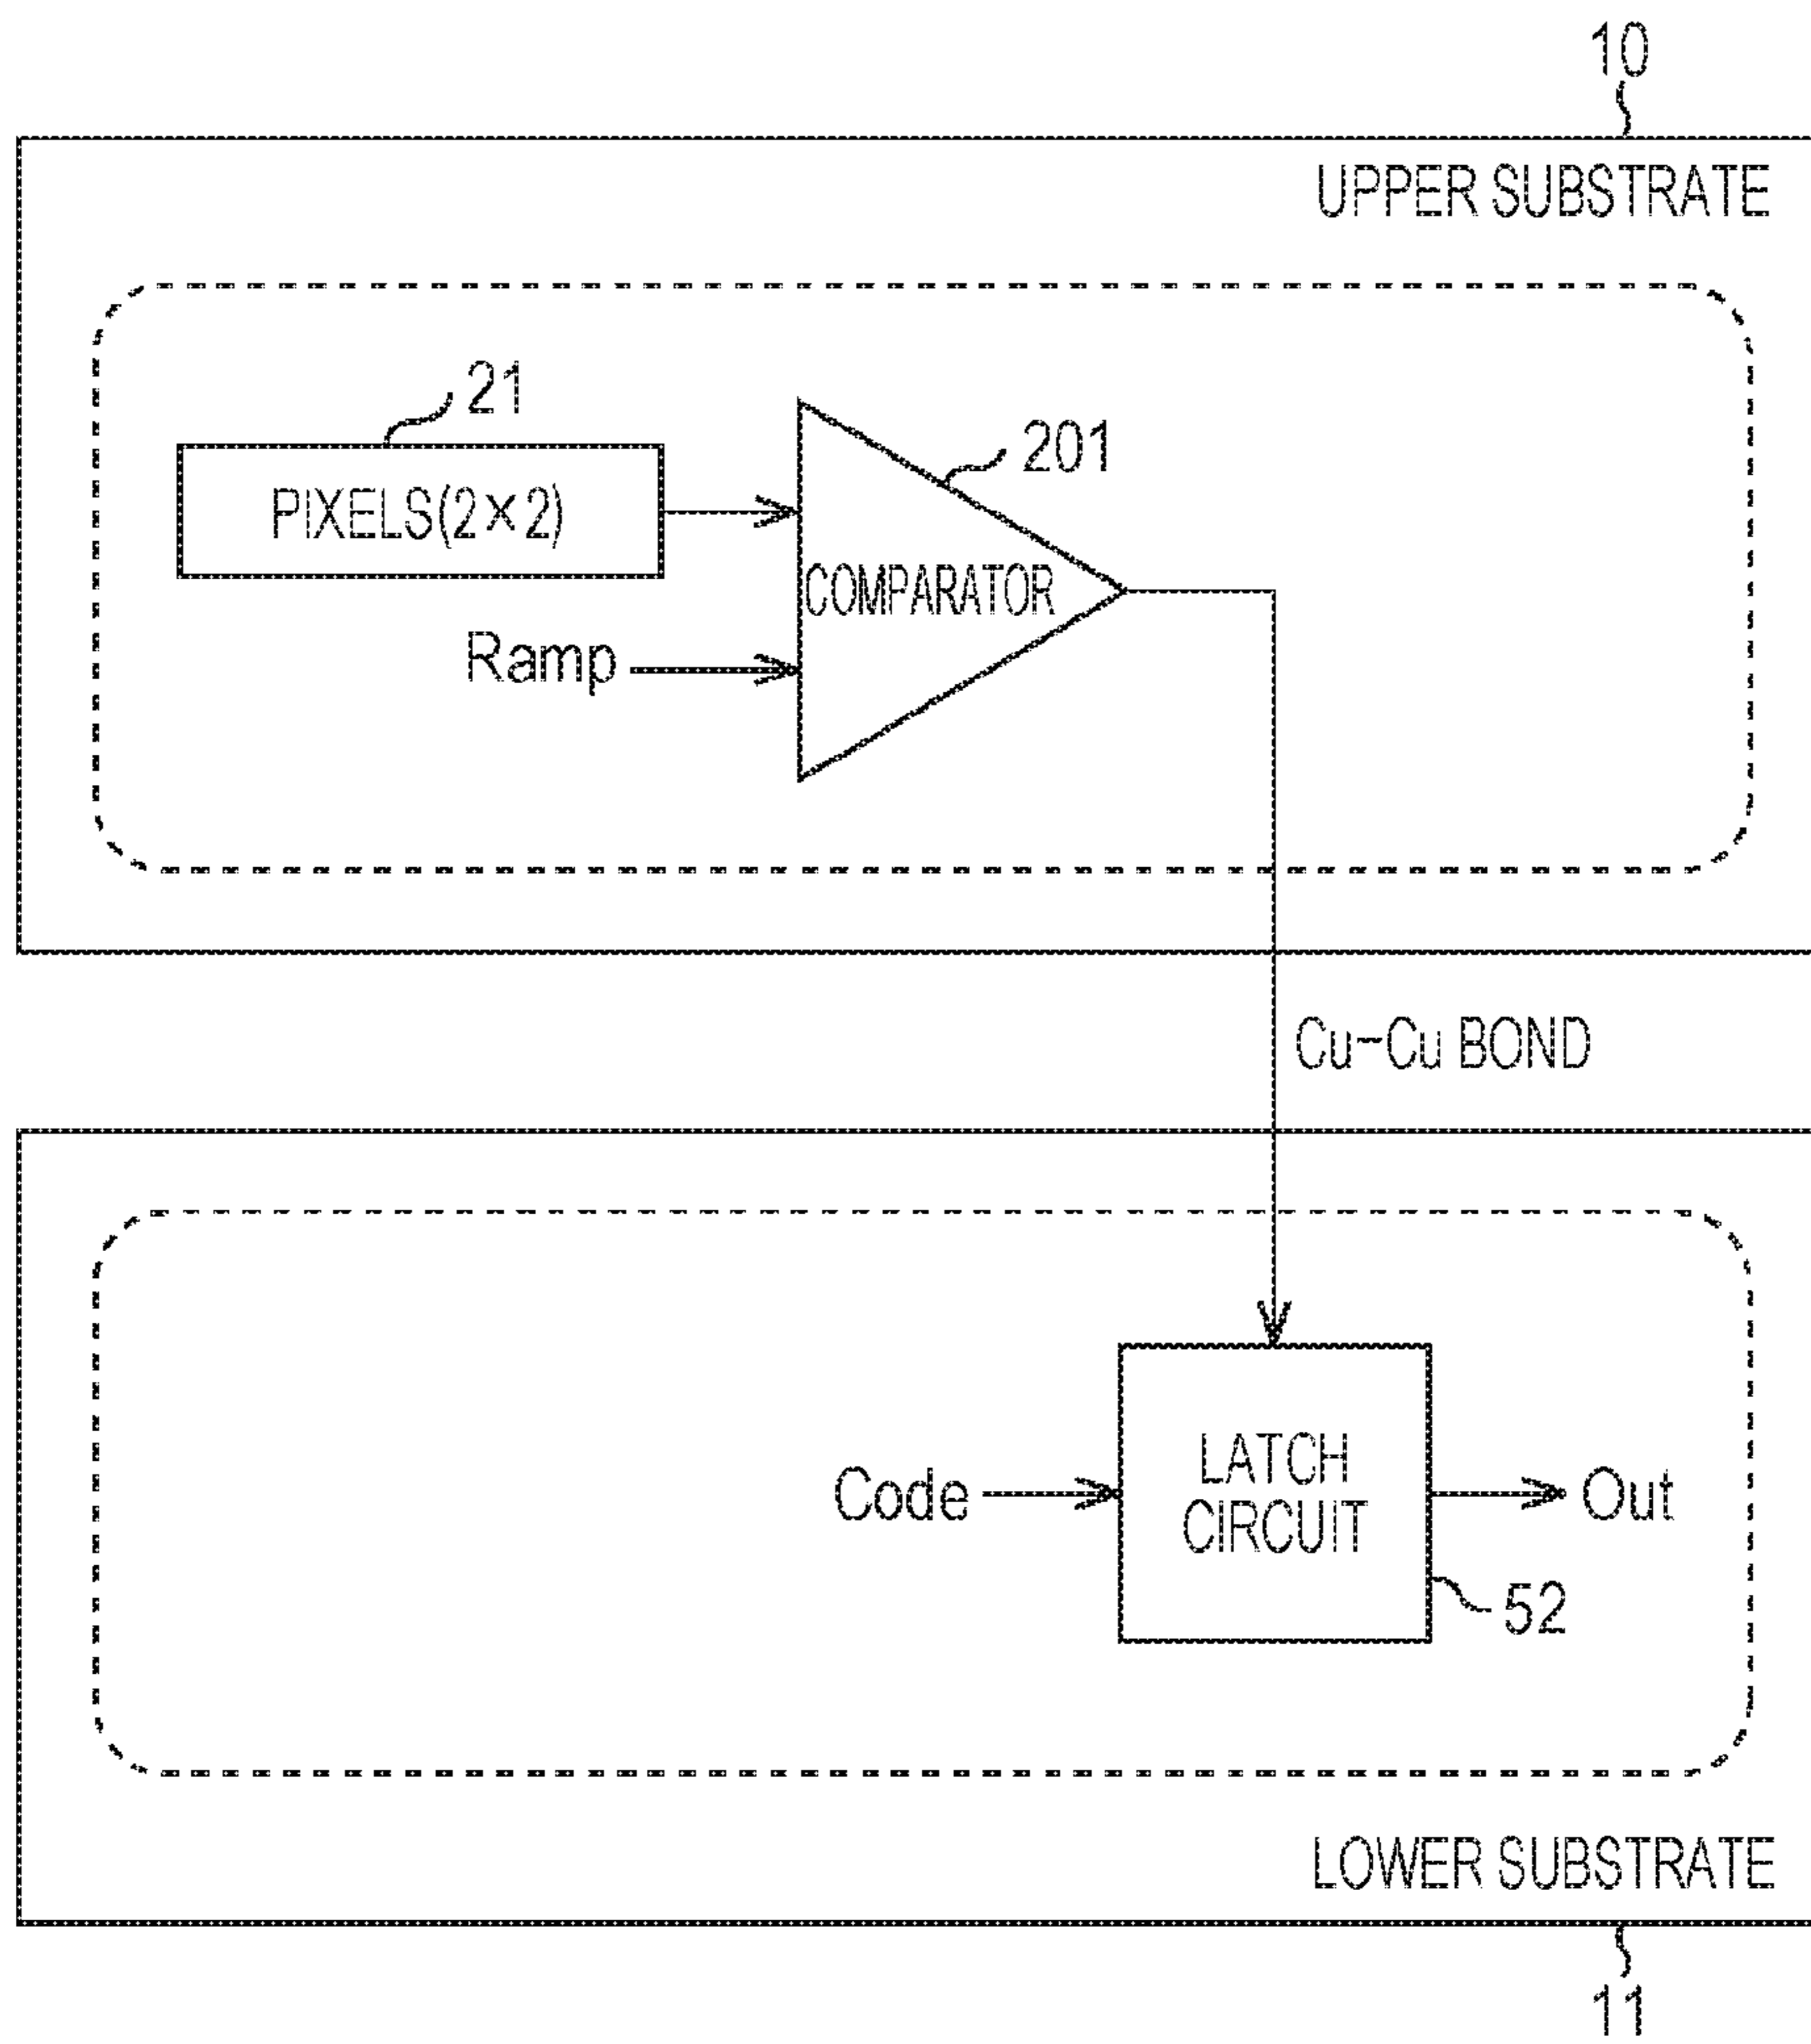 10
UPPER SUBSTRATE
21
PIXELS(2×2)
201
COMPARATOR
Ramp
Cu-Cu BOND
Code
LATCH
CIRCUIT
Out
52
LOWER SUBSTRATE
11